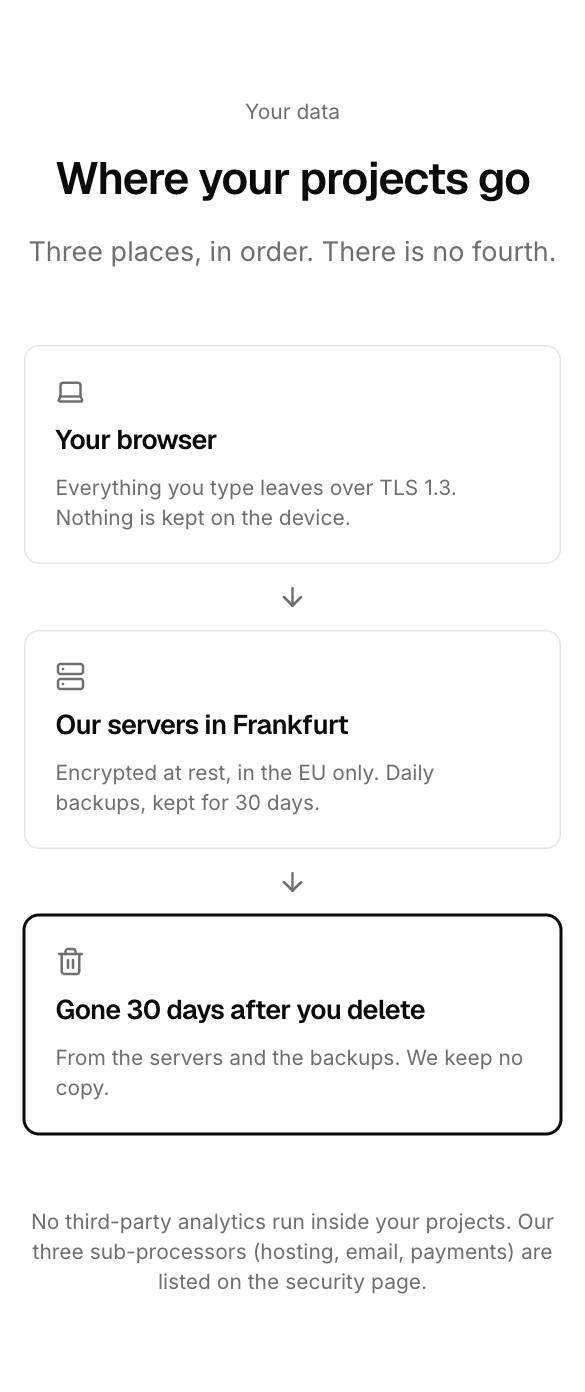 Your data
Where your projects go
Three places, in order. There is no fourth.
Your browser
Everything you type leaves over TLS 1.3.
Nothing is kept on the device.
Our servers in Frankfurt
Encrypted at rest, in the EU only. Daily
backups, kept for 30 days.
Gone 30 days after you delete
From the servers and the backups. We keep no
copy.
No third-party analytics run inside your projects. Our
three sub-processors (hosting, email, payments) are
listed on the security page.